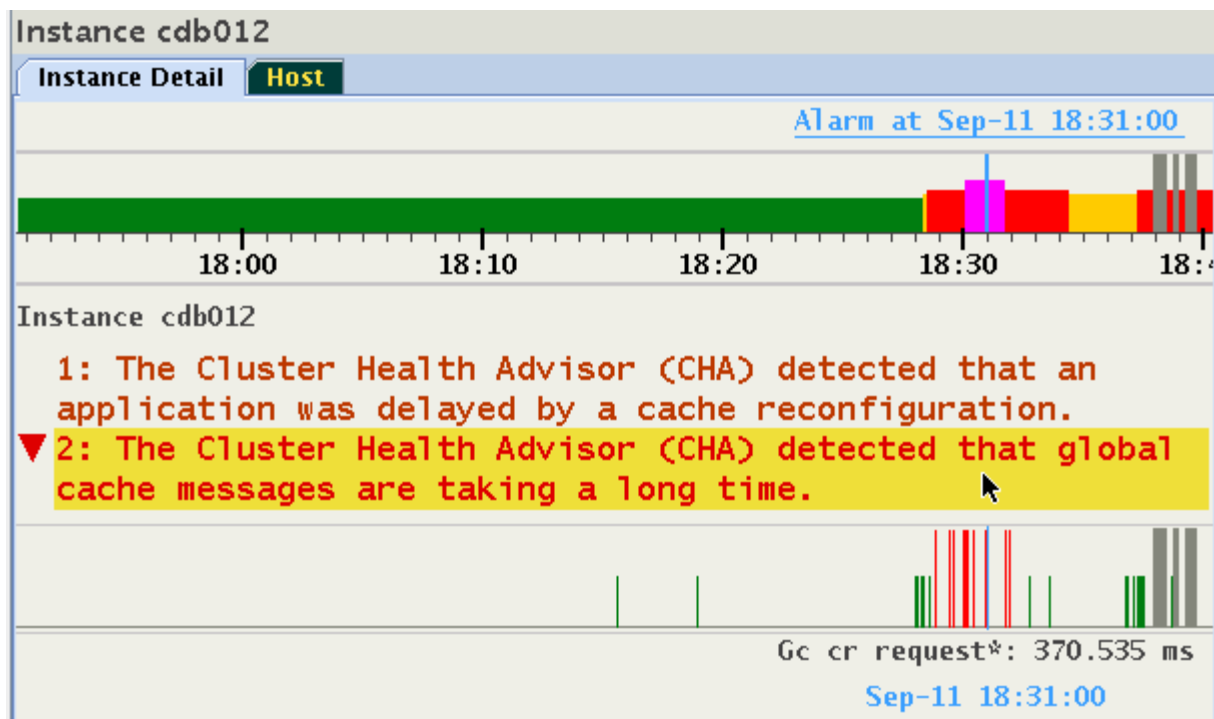 Instance cdb012
Instance Detail Host
Alarm at Sep-11 18:31:00
18:00 18:10 18:20 18:30 18:4
Instance cdb012
1: The Cluster Health Advisor (CHA) detected that an
application was delayed by a cache reconfiguration.
2: The Cluster Health Advisor (CHA) detected that global
cache messages are taking a long time.
Gc cr request*: 370.535 ms
Sep-11 18:31:00